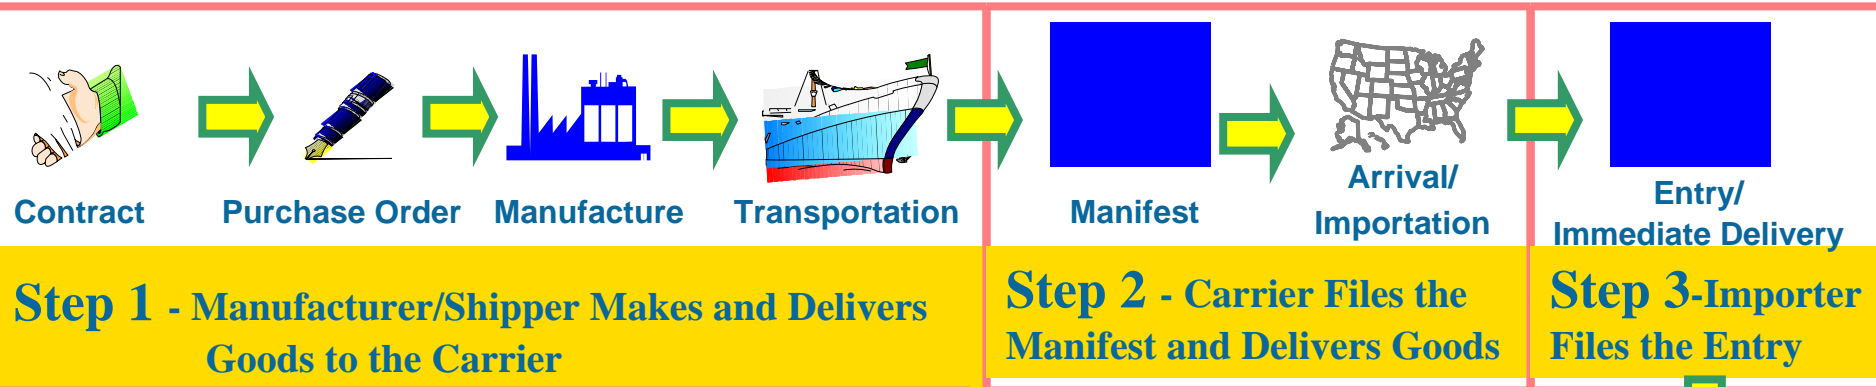 Contract
Purchase Order
Manufacture
Transportation
Manifest
Arrival/
Importation
Entry/
Immediate Delivery
Step 1 - Manufacturer/Shipper Makes and Delivers
Goods to the Carrier
Step 2 - Carrier Files the
Manifest and Delivers Goods
Step 3-Importer
Files the Entry